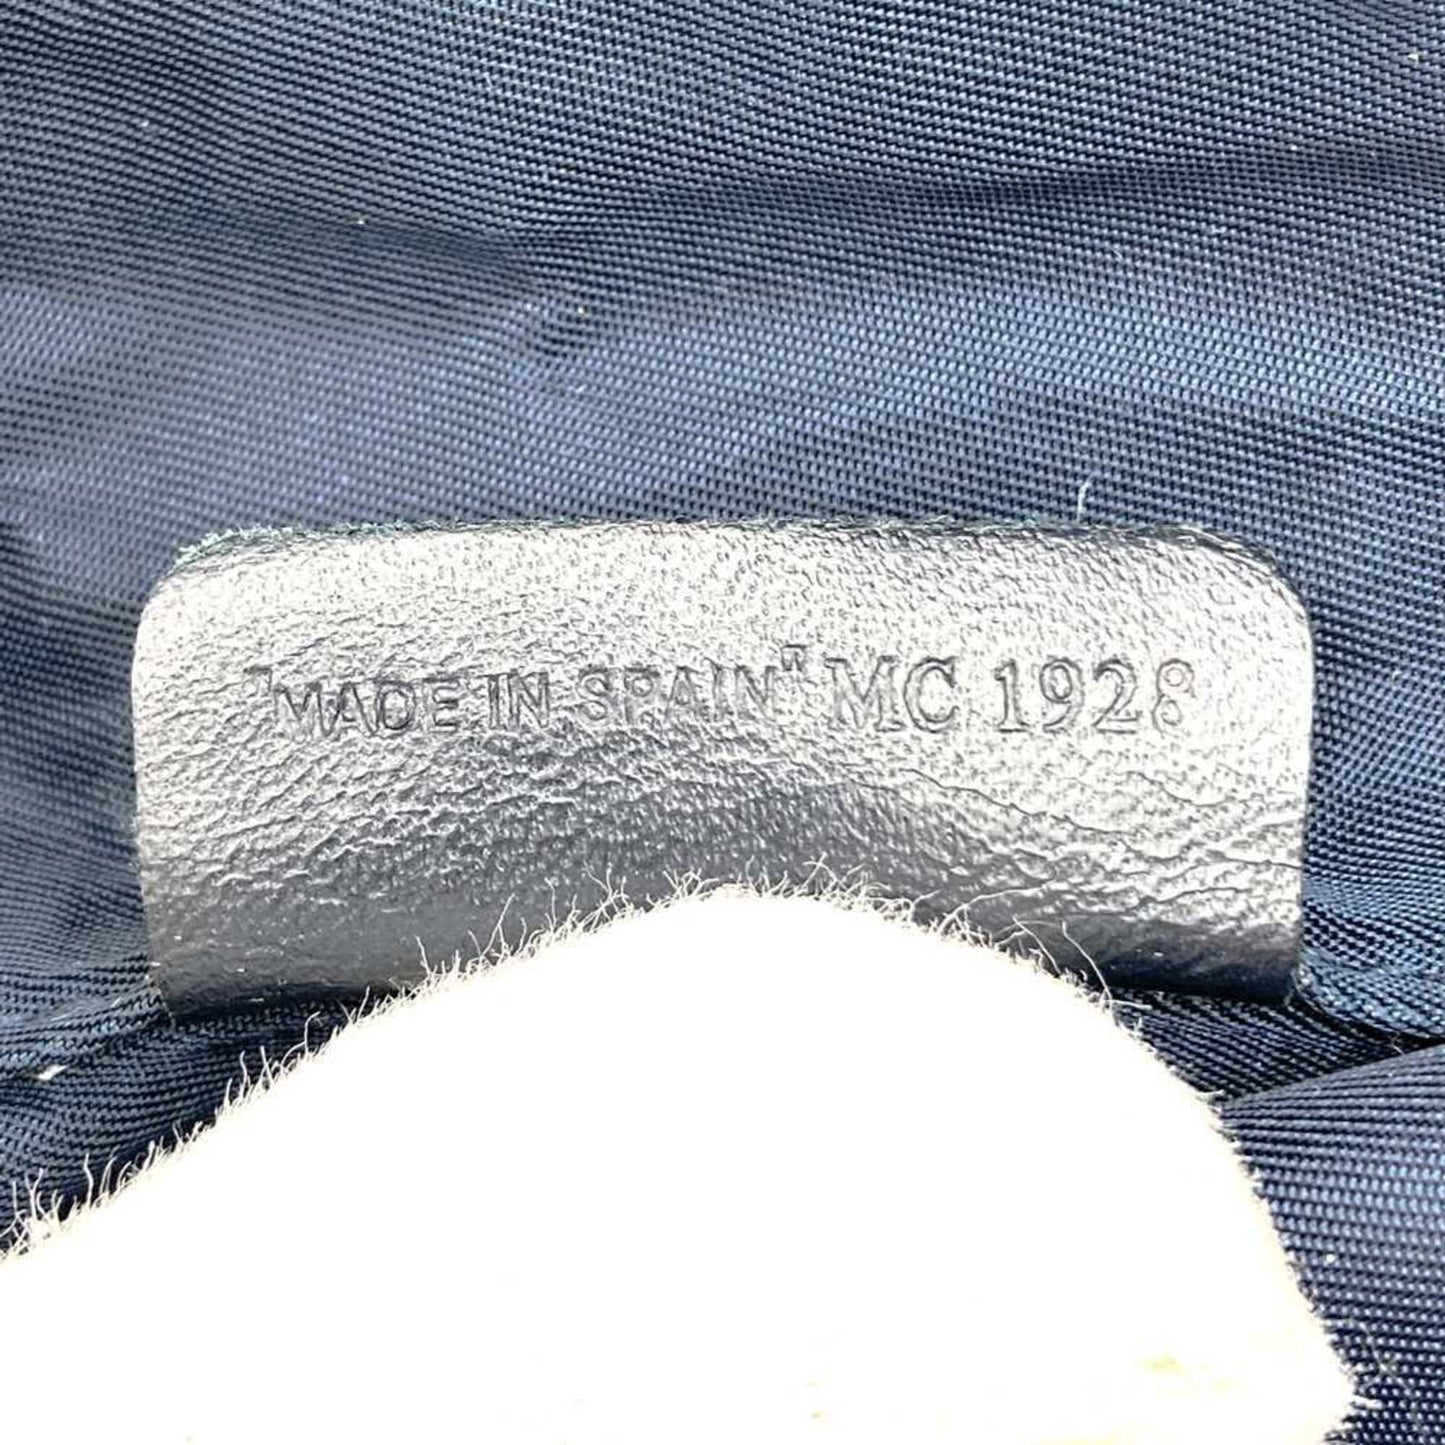 "MADE IN SPAIN" MC 1928